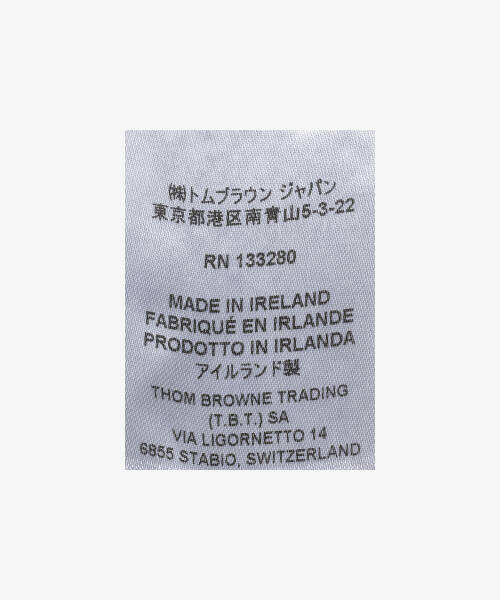 ㈱トムブラウン ジャパン
東京都港区南青山5-3-22
RN 133280
MADE IN IRELAND
FABRIQUÉ EN IRLANDE
PRODOTTO IN IRLANDA
アイルランド製
THOM BROWNE TRADING
(T.B.T.) SA
VIA LIGORNETTO 14
6855 STABIO, SWITZERLAND